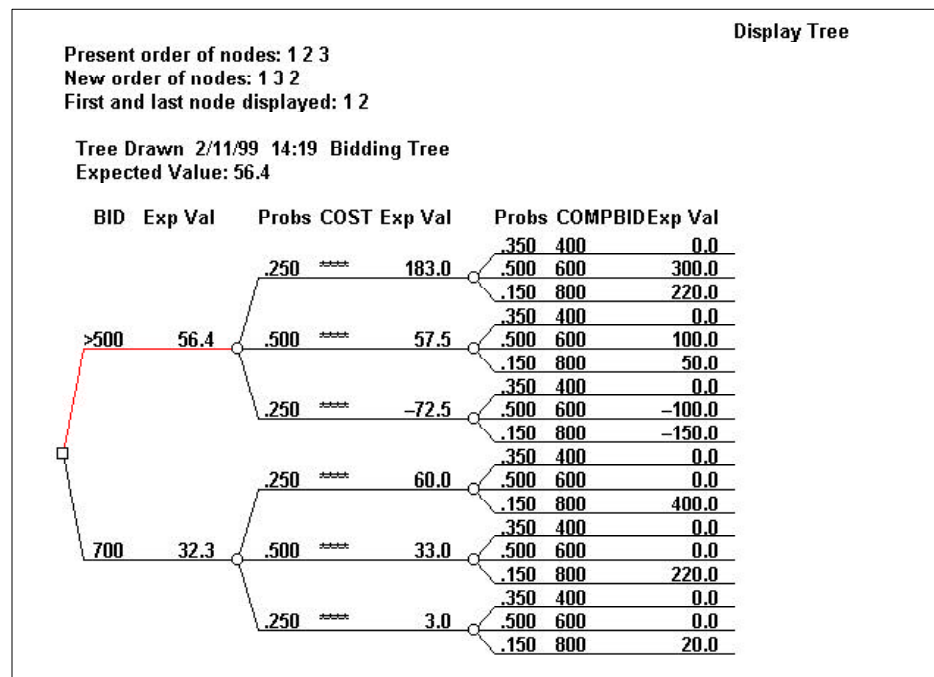 Display Tree
Present order of nodes: 1 2 3
New order of nodes: 1 3 2
First and last node displayed: 1 2
Tree Drawn 2/11/99 14:19 Bidding Tree
Expected Value: 56.4
BID Exp Val Probs COST Exp Val Probs COMPBID Exp Val
.350 400 0.0
.250 **** 183.0 .500 600 300.0
.150 800 220.0
.350 400 0.0
>500 56.4 .500 **** 57.5 .500 600 100.0
.150 800 50.0
.350 400 0.0
.250 **** –72.5 .500 600 –100.0
.150 800 –150.0
.350 400 0.0
.250 **** 60.0 .500 600 0.0
.150 800 400.0
.350 400 0.0
700 32.3 .500 **** 33.0 .500 600 0.0
.150 800 220.0
.350 400 0.0
.250 **** 3.0 .500 600 0.0
.150 800 20.0